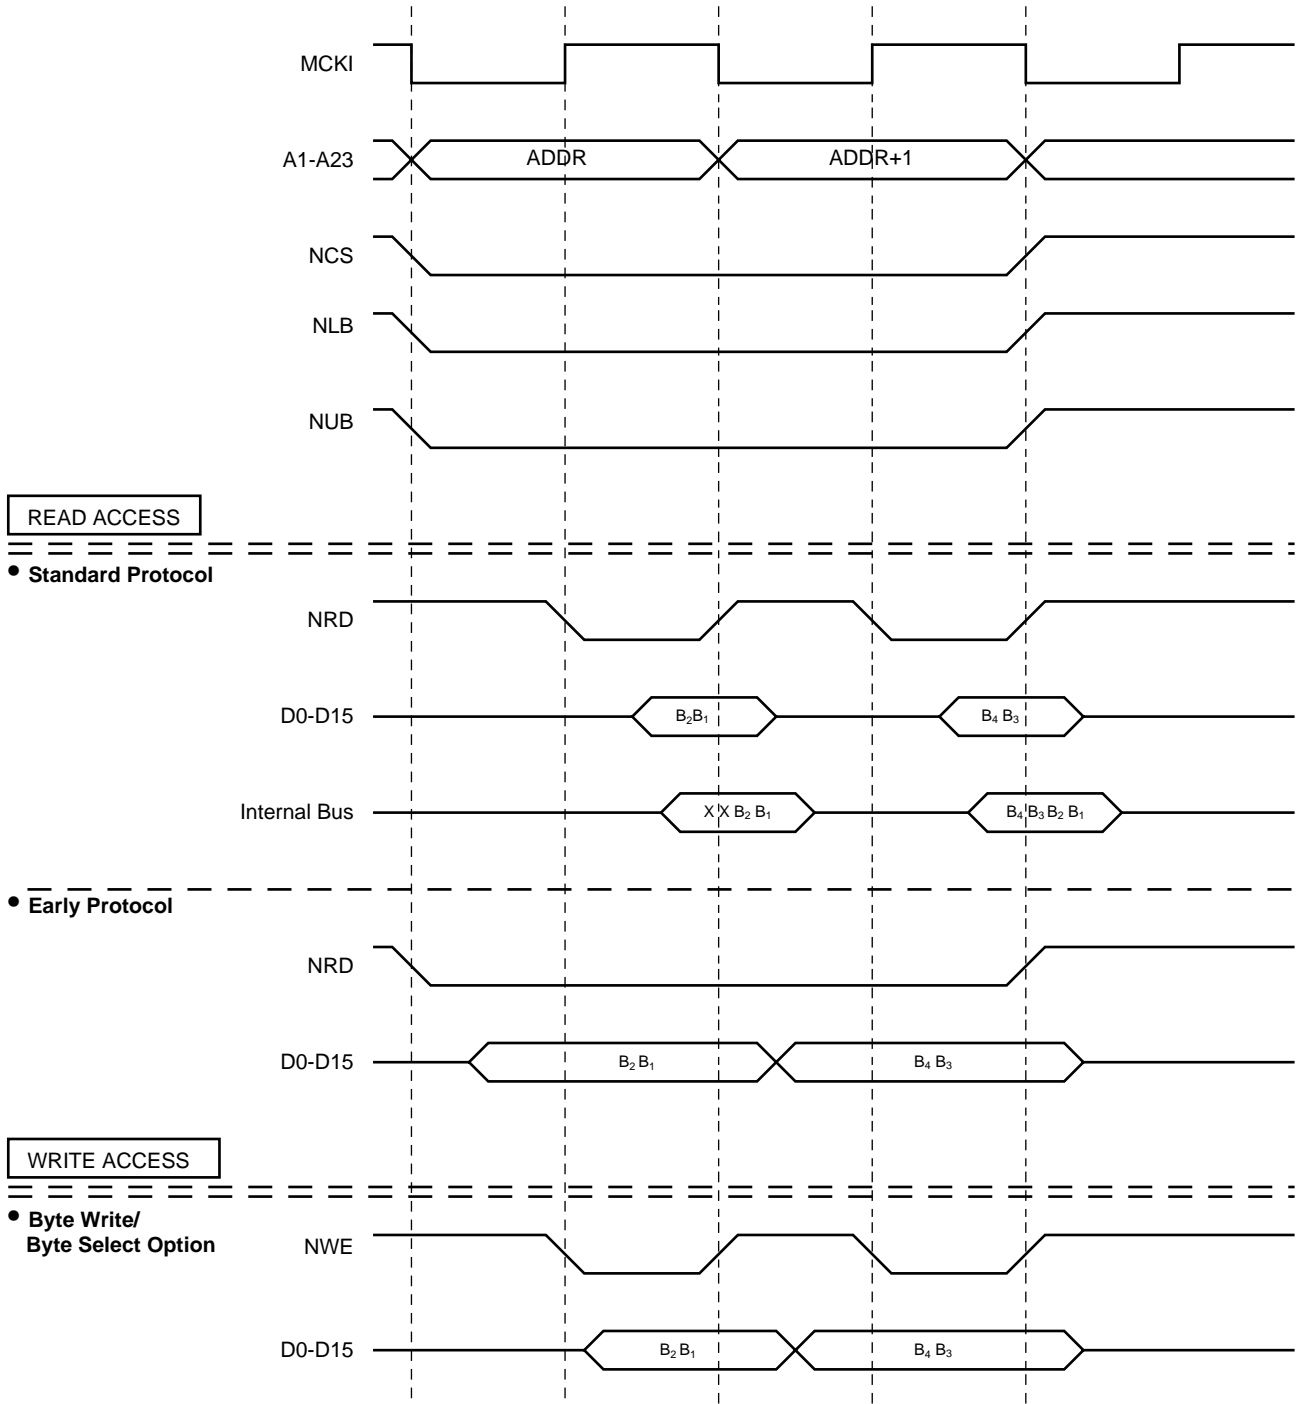 MCKI
A1-A23 ADDR ADDR+1
NCS
NLB
NUB
READ ACCESS
• Standard Protocol
NRD
D0-D15 B₂B₁ B₄ B₃
Internal Bus X X B₂ B₁ B₄ B₃ B₂ B₁
• Early Protocol
NRD
D0-D15 B₂ B₁ B₄ B₃
WRITE ACCESS
• Byte Write/
Byte Select Option NWE
D0-D15 B₂ B₁ B₄ B₃